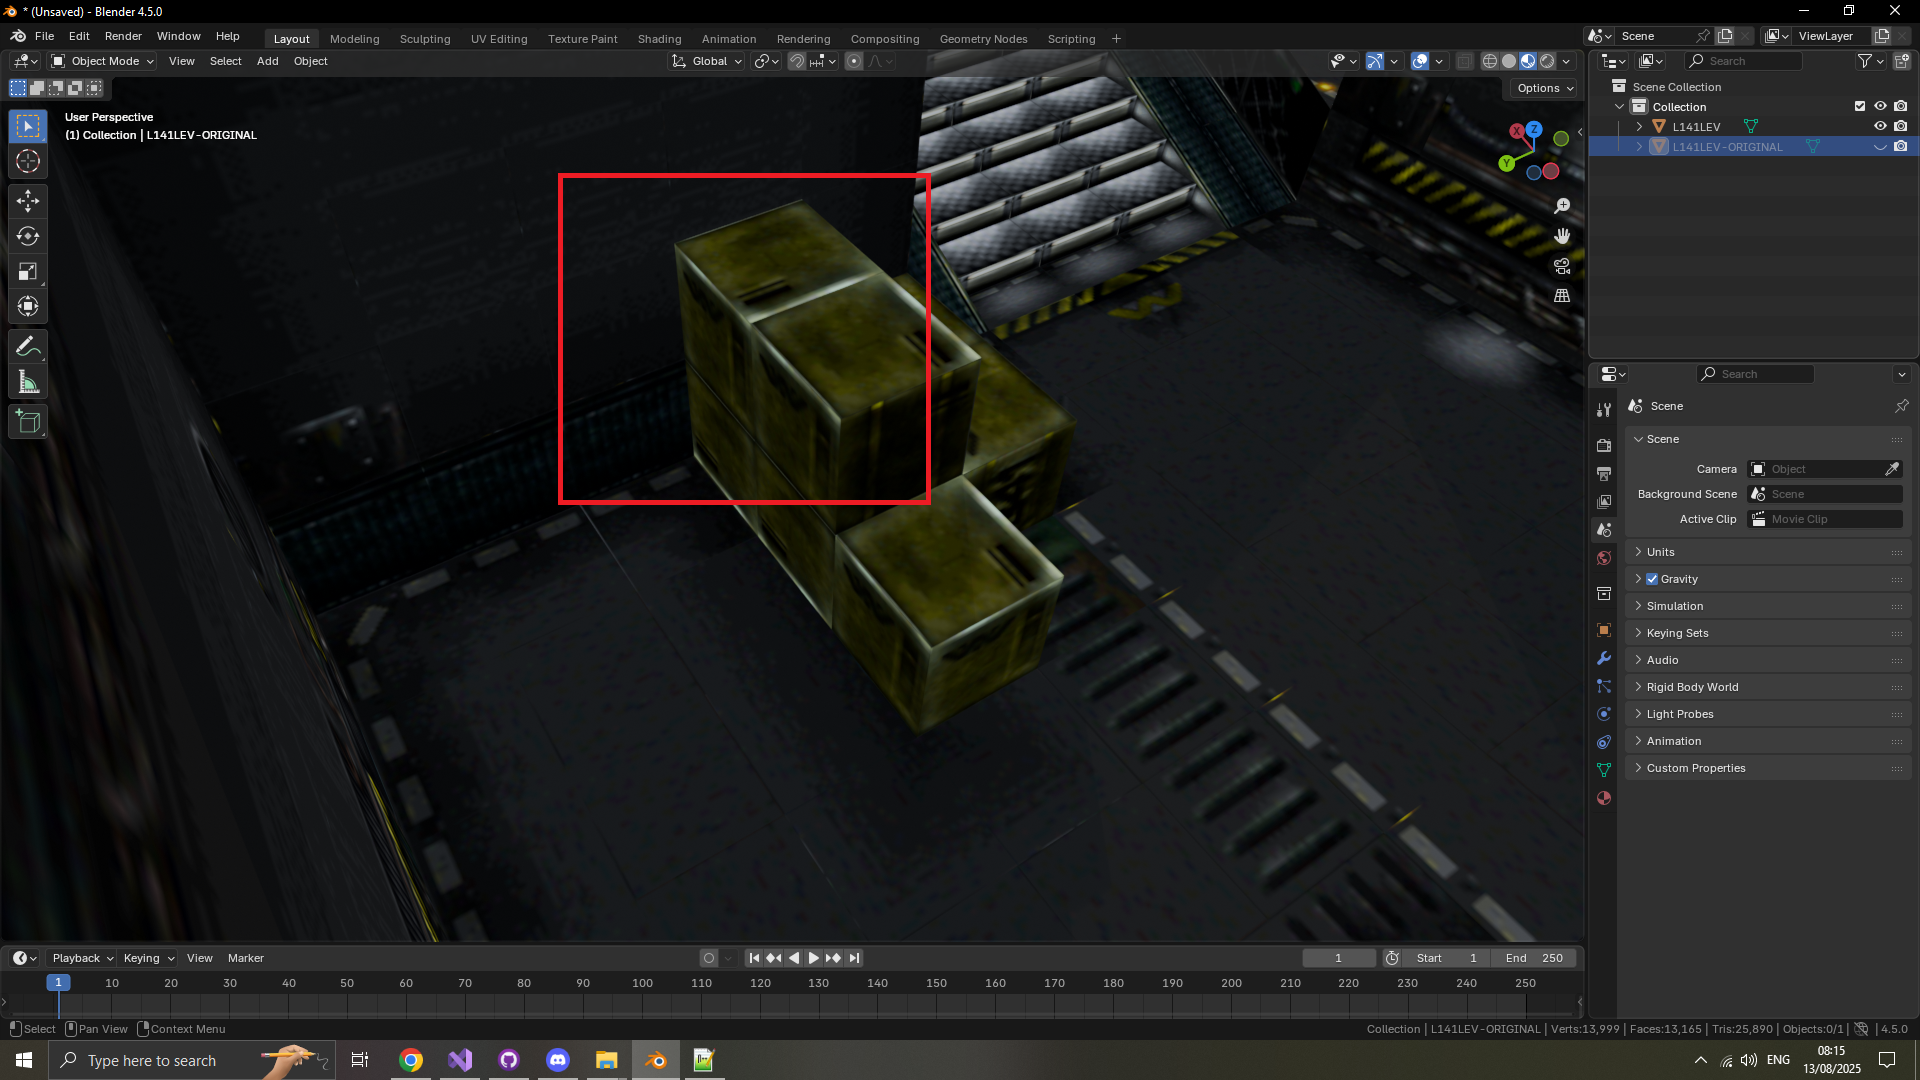 * (Unsaved) - Blender 4.5.0
File Edit Render Window Help
Layout Modeling Sculpting UV Editing Texture Paint Shading Animation Rendering Compositing Geometry Nodes Scripting +
Scene
ViewLayer
Object Mode View Select Add Object
Global
Options
Search
User Perspective
(1) Collection | L141LEV-ORIGINAL
X
Y
Z
Scene Collection
Collection
L141LEV
L141LEV-ORIGINAL
Search
Scene
Scene
Camera Object
Background Scene Scene
Active Clip Movie Clip
Units
Gravity
Simulation
Keying Sets
Audio
Rigid Body World
Light Probes
Animation
Custom Properties
Playback Keying View Marker
1 Start 1 End 250
1 10 20 30 40 50 60 70 80 90 100 110 120 130 140 150 160 170 180 190 200 210 220 230 240 250
Select Pan View Context Menu
Collection | L141LEV-ORIGINAL | Verts:13,999 | Faces:13,165 | Tris:25,890 | Objects:0/1 | 4.5.0
Type here to search
ENG
08:15
13/08/2025